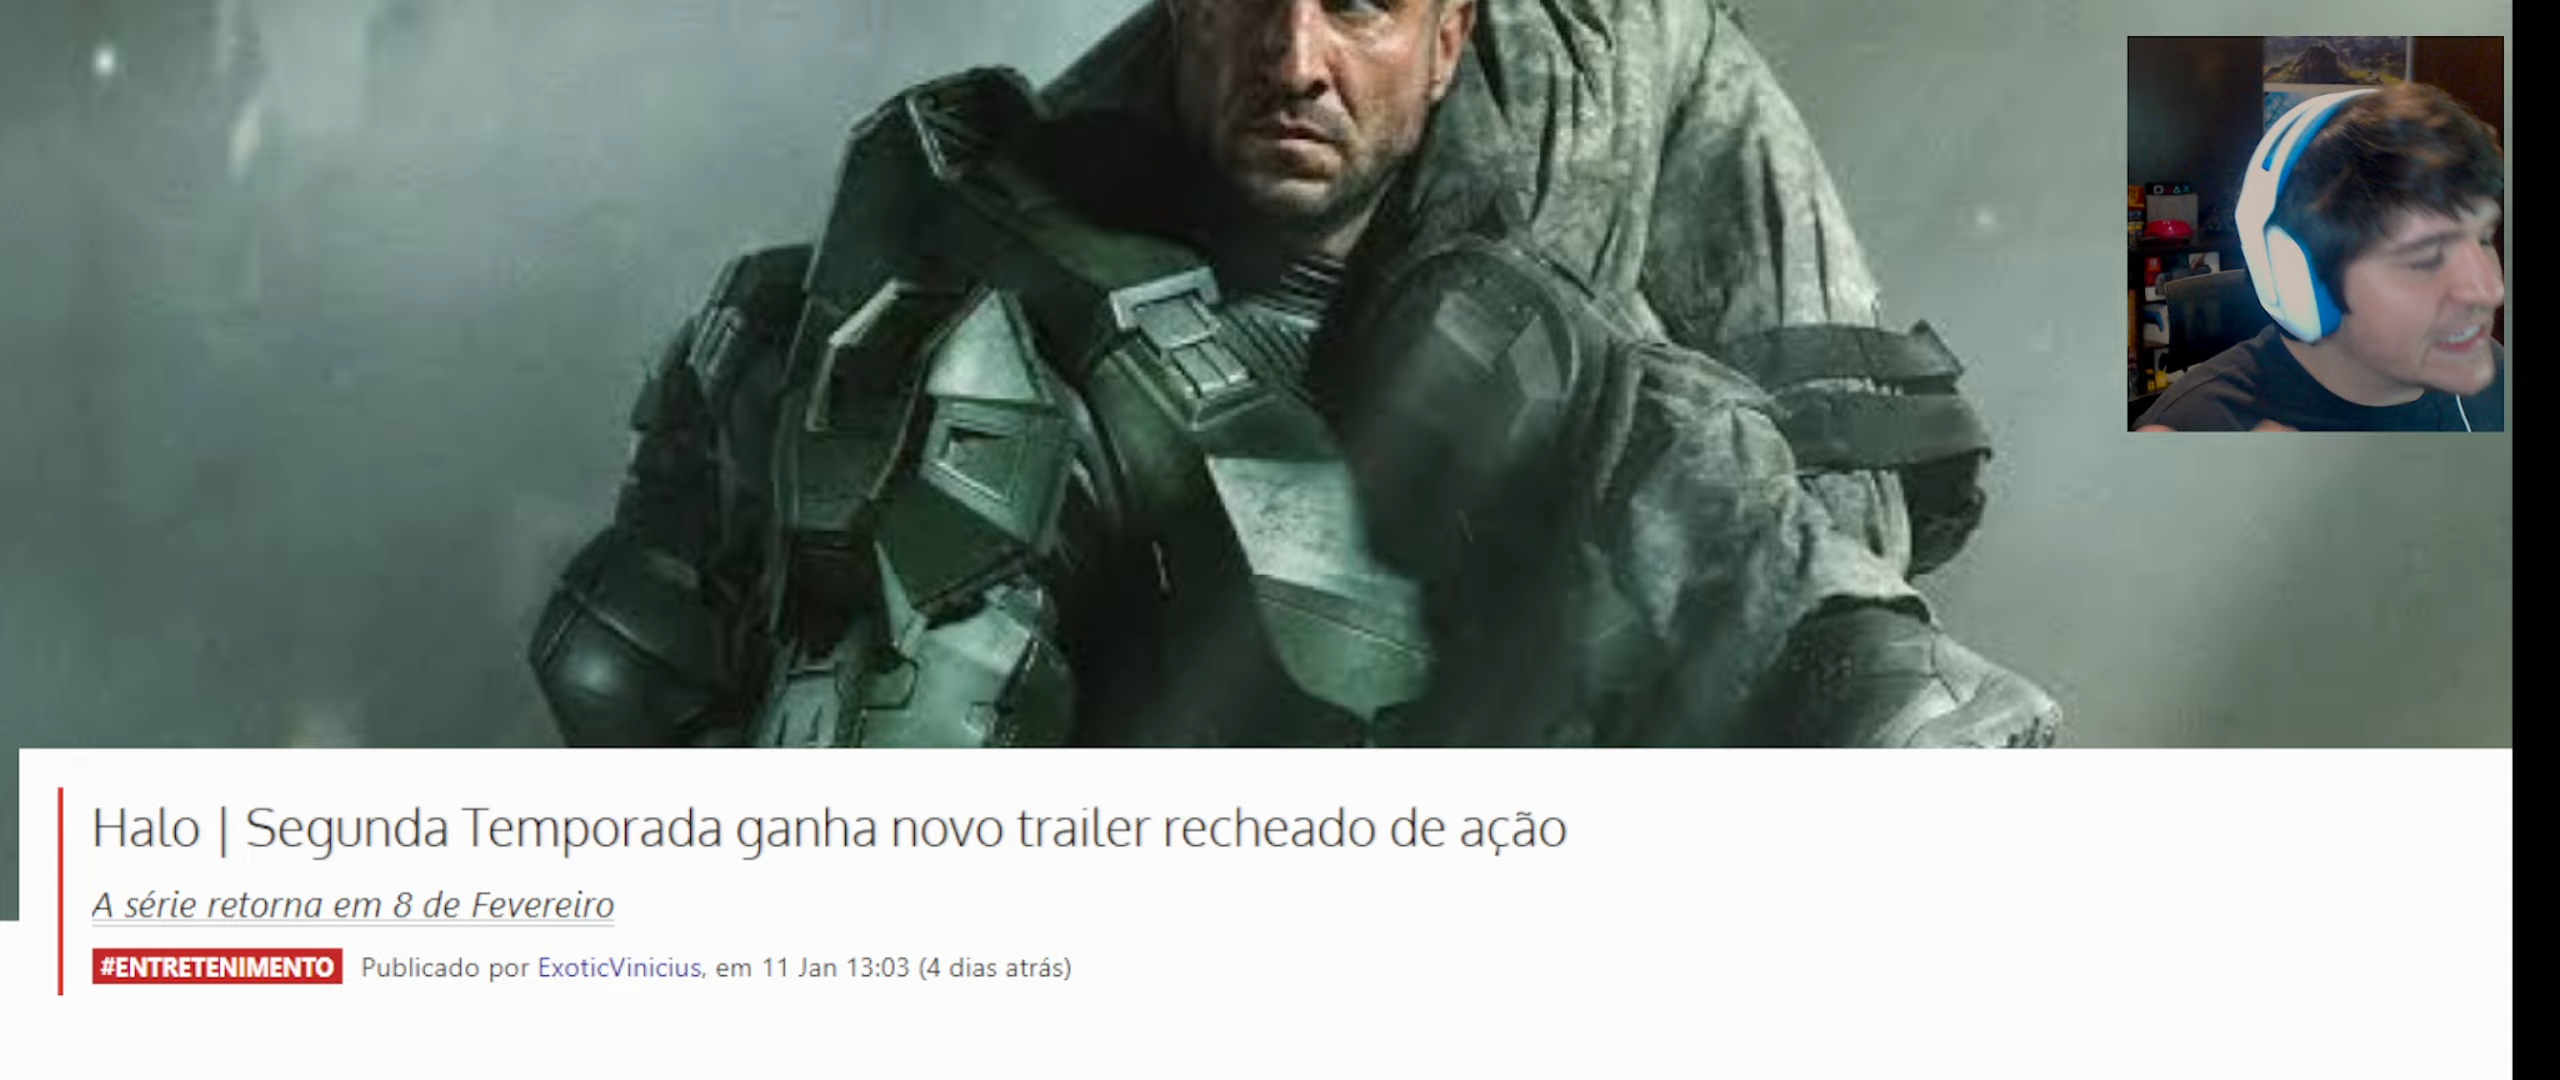 Halo | Segunda Temporada ganha novo trailer recheado de ação
A série retorna em 8 de Fevereiro
#ENTRETENIMENTO Publicado por ExoticVinicius, em 11 Jan 13:03 (4 dias atrás)